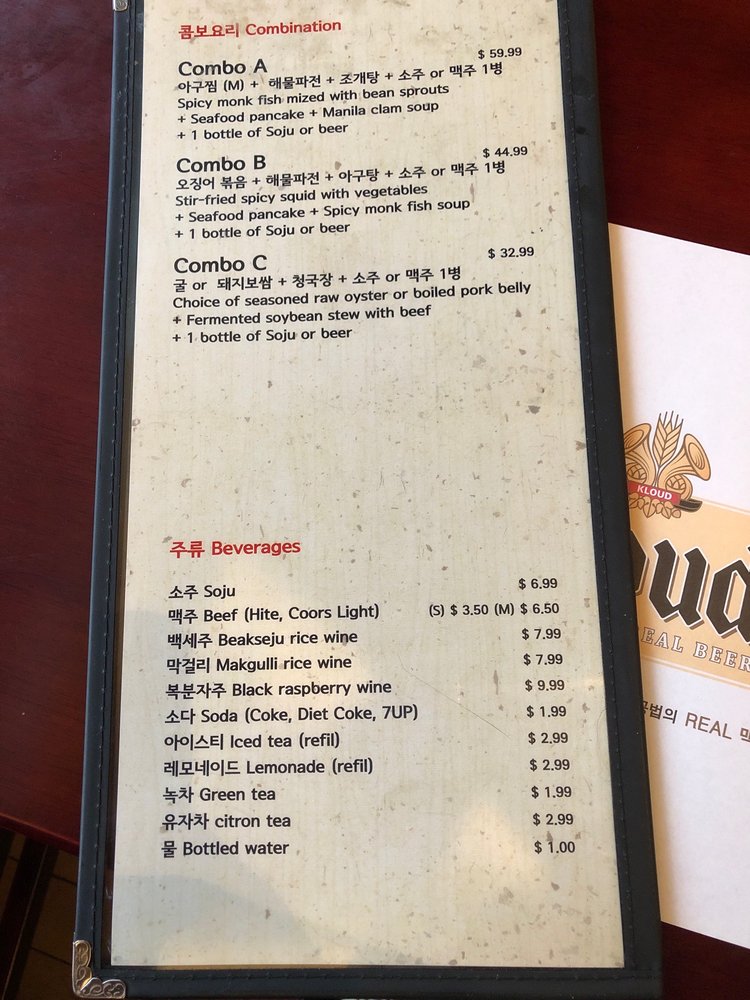 콤보요리 Combination
Combo A
$ 59.99
아구찜 (M) + 해물파전 + 조개탕 + 소주 or 맥주 1병
Spicy monk fish mized with bean sprouts
+ Seafood pancake + Manila clam soup
+ 1 bottle of Soju or beer
Combo B
$ 44.99
오징어 볶음 + 해물파전 + 아구탕 + 소주 or 맥주 1병
Stir-fried spicy squid with vegetables
+ Seafood pancake + Spicy monk fish soup
+ 1 bottle of Soju or beer
Combo C
$ 32.99
굴 or 돼지보쌈 + 청국장 + 소주 or 맥주 1병
Choice of seasoned raw oyster or boiled pork belly
+ Fermented soybean stew with beef
+ 1 bottle of Soju or beer
주류 Beverages
소주 Soju $ 6.99
맥주 Beef (Hite, Coors Light) (S) $ 3.50 (M) $ 6.50
백세주 Beakseju rice wine $ 7.99
막걸리 Makgulli rice wine $ 7.99
복분자주 Black raspberry wine $ 9.99
소다 Soda (Coke, Diet Coke, 7UP) $ 1.99
아이스티 Iced tea (refil) $ 2.99
레모네이드 Lemonade (refil) $ 2.99
녹차 Green tea $ 1.99
유자차 citron tea $ 2.99
물 Bottled water $ 1.00
KLOUD
BEER
REAL